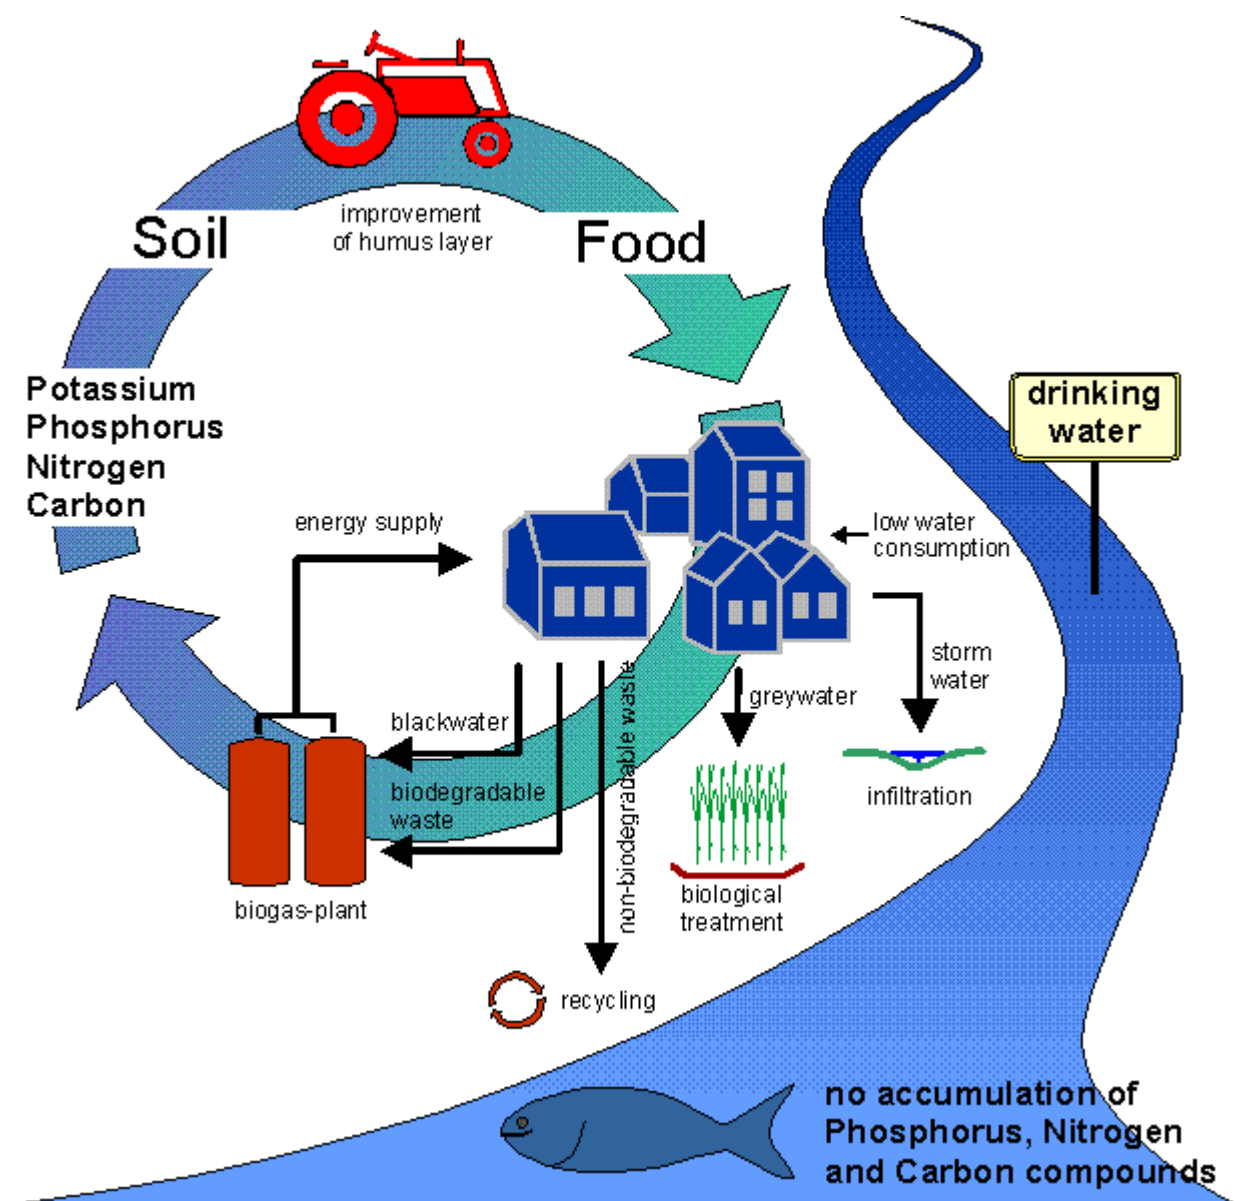 improvement
of humus layer
Soil
Food
Potassium
Phosphorus
Nitrogen
Carbon
drinking
water
energy supply
low water
consumption
storm
water
blackwater
greywater
biodegradable
waste
non-biodegradable waste
infiltration
biogas-plant
biological
treatment
recycling
no accumulation of
Phosphorus, Nitrogen
and Carbon compounds